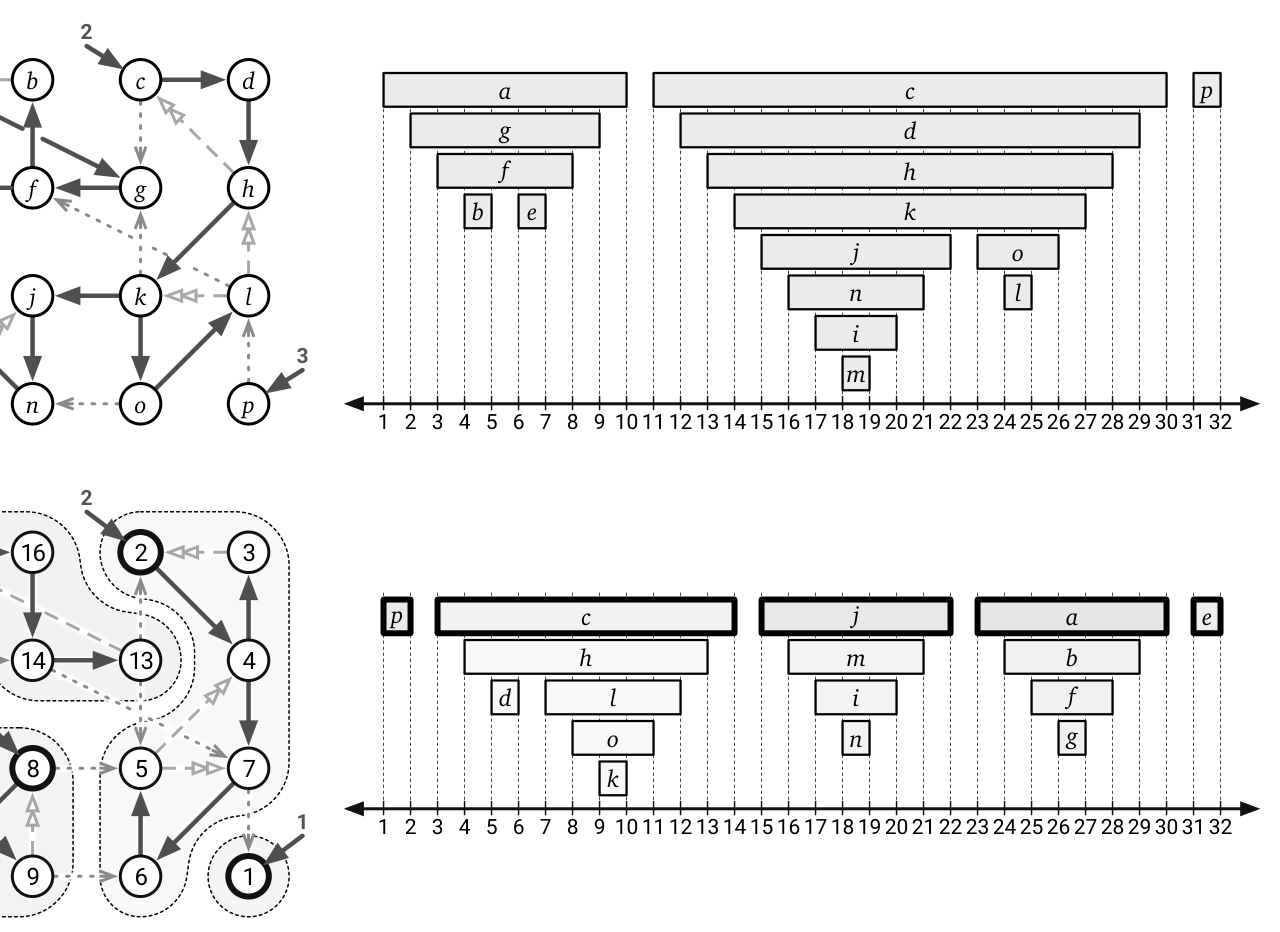 2
b c d a c p
g d
f g h f h
b e k
j o
j k l n l
i
3
m
n o p
1 2 3 4 5 6 7 8 9 10 11 12 13 14 15 16 17 18 19 20 21 22 23 24 25 26 27 28 29 30 31 32
2
16 2 3
p c j a e
14 13 4 h m b
d l i f
o n g
8 5 7 k
1 1 2 3 4 5 6 7 8 9 10 11 12 13 14 15 16 17 18 19 20 21 22 23 24 25 26 27 28 29 30 31 32
9 6 1